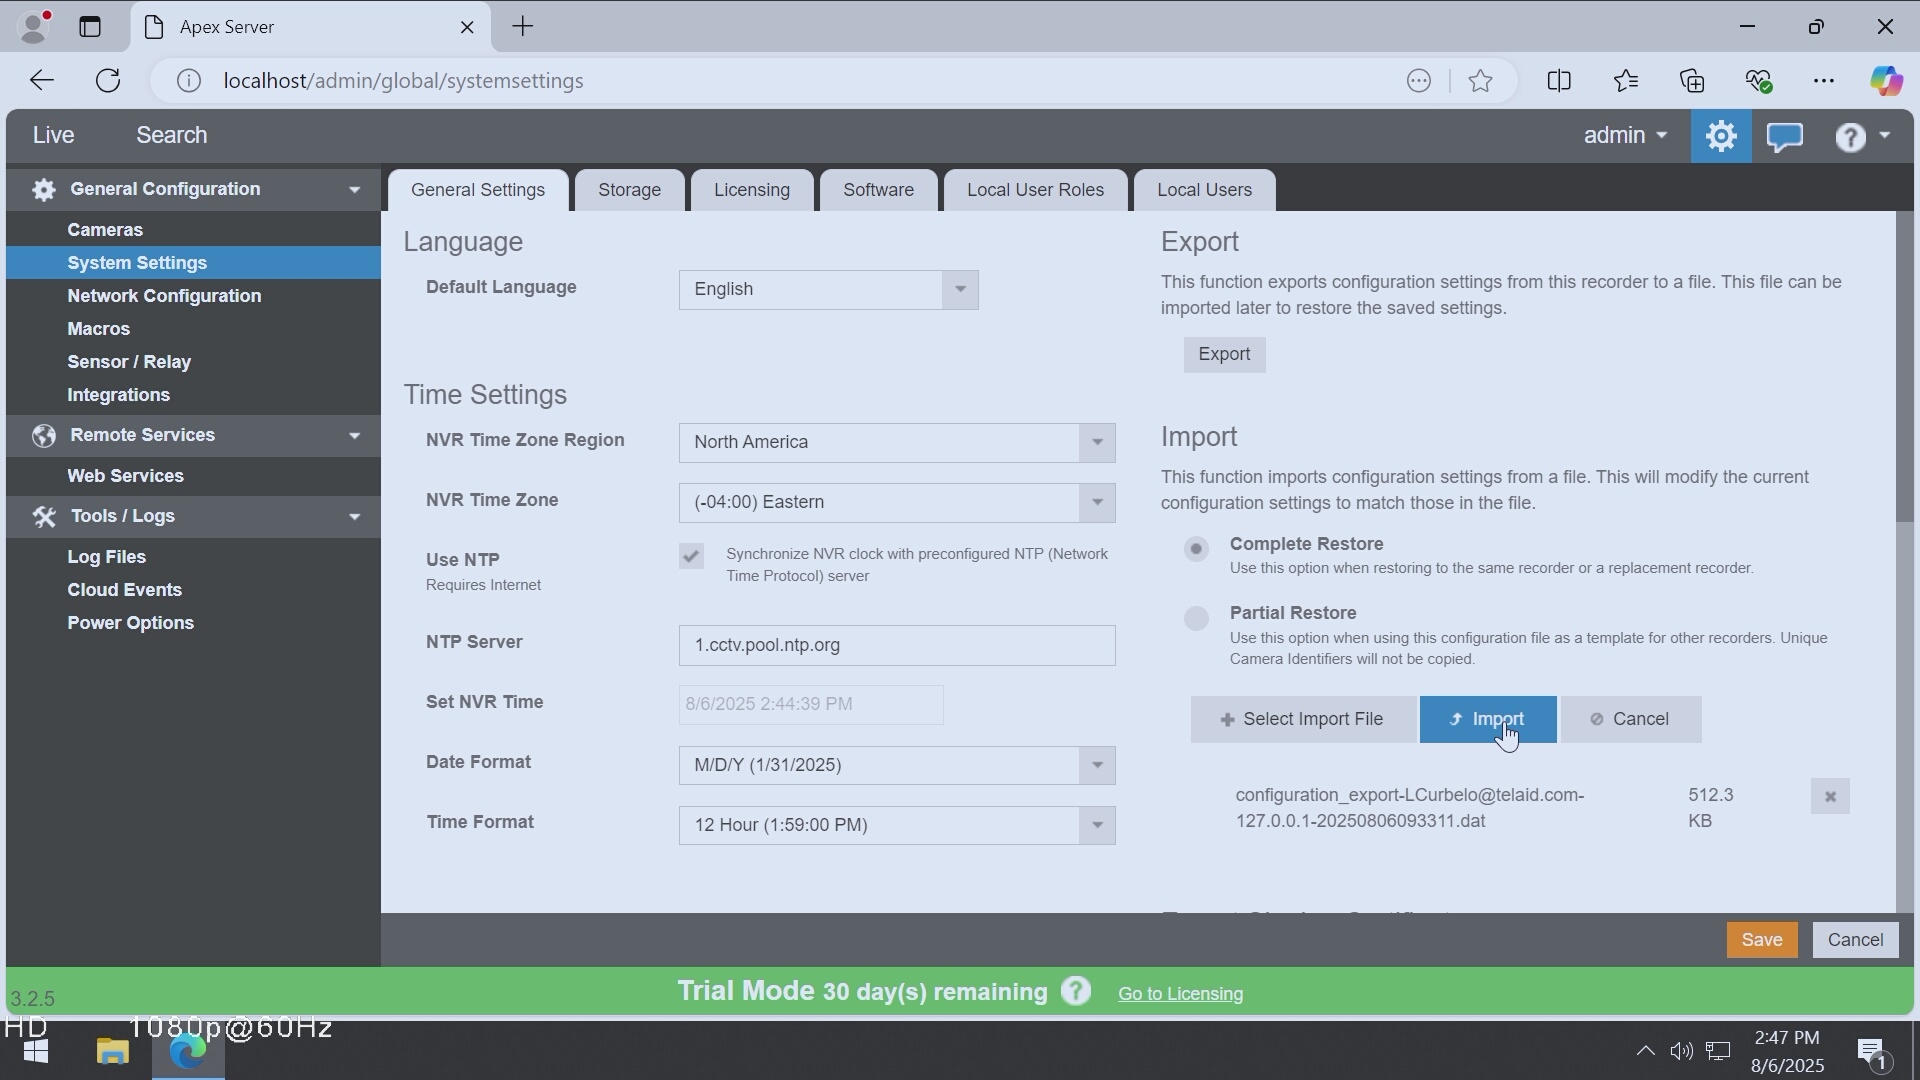 Apex Server
localhost/admin/global/systemsettings
Live
Search
admin
General Configuration
Cameras
System Settings
Network Configuration
Macros
Sensor / Relay
Integrations
Remote Services
Web Services
Tools / Logs
Log Files
Cloud Events
Power Options
General Settings
Storage
Licensing
Software
Local User Roles
Local Users
Language
Default Language
English
Time Settings
NVR Time Zone Region
North America
NVR Time Zone
(-04:00) Eastern
Use NTP
Requires Internet
Synchronize NVR clock with preconfigured NTP (Network
Time Protocol) server
NTP Server
1.cctv.pool.ntp.org
Set NVR Time
8/6/2025 2:44:39 PM
Date Format
M/D/Y (1/31/2025)
Time Format
12 Hour (1:59:00 PM)
Export
This function exports configuration settings from this recorder to a file. This file can be
imported later to restore the saved settings.
Export
Import
This function imports configuration settings from a file. This will modify the current
configuration settings to match those in the file.
Complete Restore
Use this option when restoring to the same recorder or a replacement recorder.
Partial Restore
Use this option when using this configuration file as a template for other recorders. Unique
Camera Identifiers will not be copied.
Select Import File
Import
Cancel
configuration_export-LCurbelo@telaid.com-
127.0.0.1-20250806093311.dat
512.3
KB
Save
Cancel
Trial Mode 30 day(s) remaining ?
Go to Licensing
3.2.5
HD 1080p@60Hz
2:47 PM
8/6/2025
1